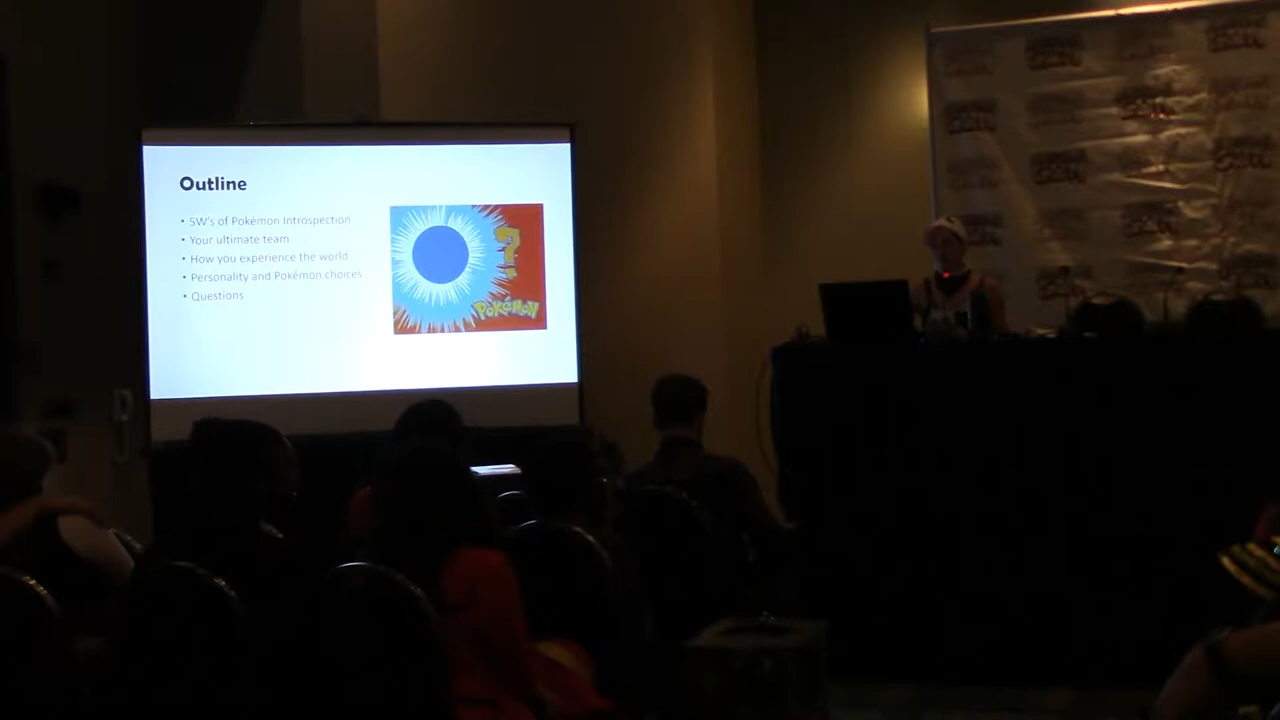 Outline
• 5W's of Pokémon Introspection
• Your ultimate team
• How you experience the world
• Personality and Pokémon choices
• Questions
?
POKéMON